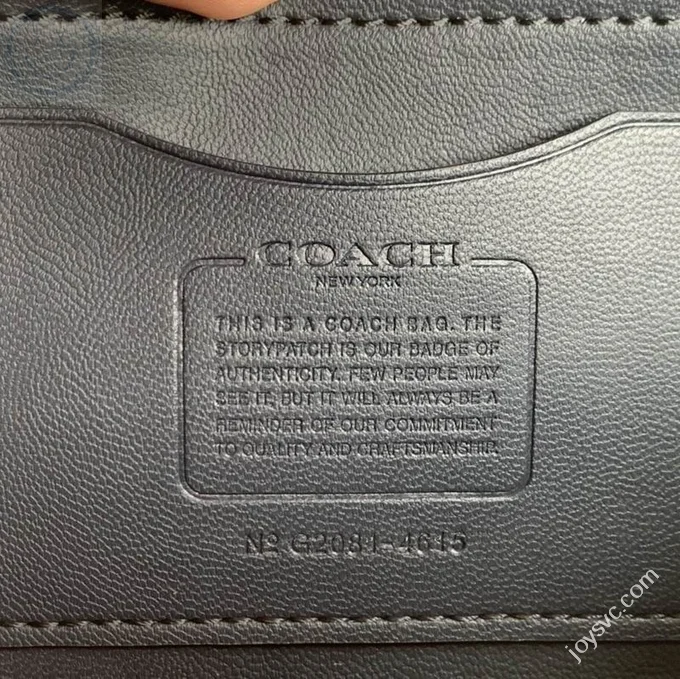 COACH
NEW YORK
THIS IS A COACH BAG. THE
STORYPATCH IS OUR BADGE OF
AUTHENTICITY. FEW PEOPLE MAY
SEE IT, BUT IT WILL ALWAYS BE A
REMINDER OF OUR COMMITMENT
TO QUALITY AND CRAFTSMANSHIP.
Nº G2084-4645
joysvc.com